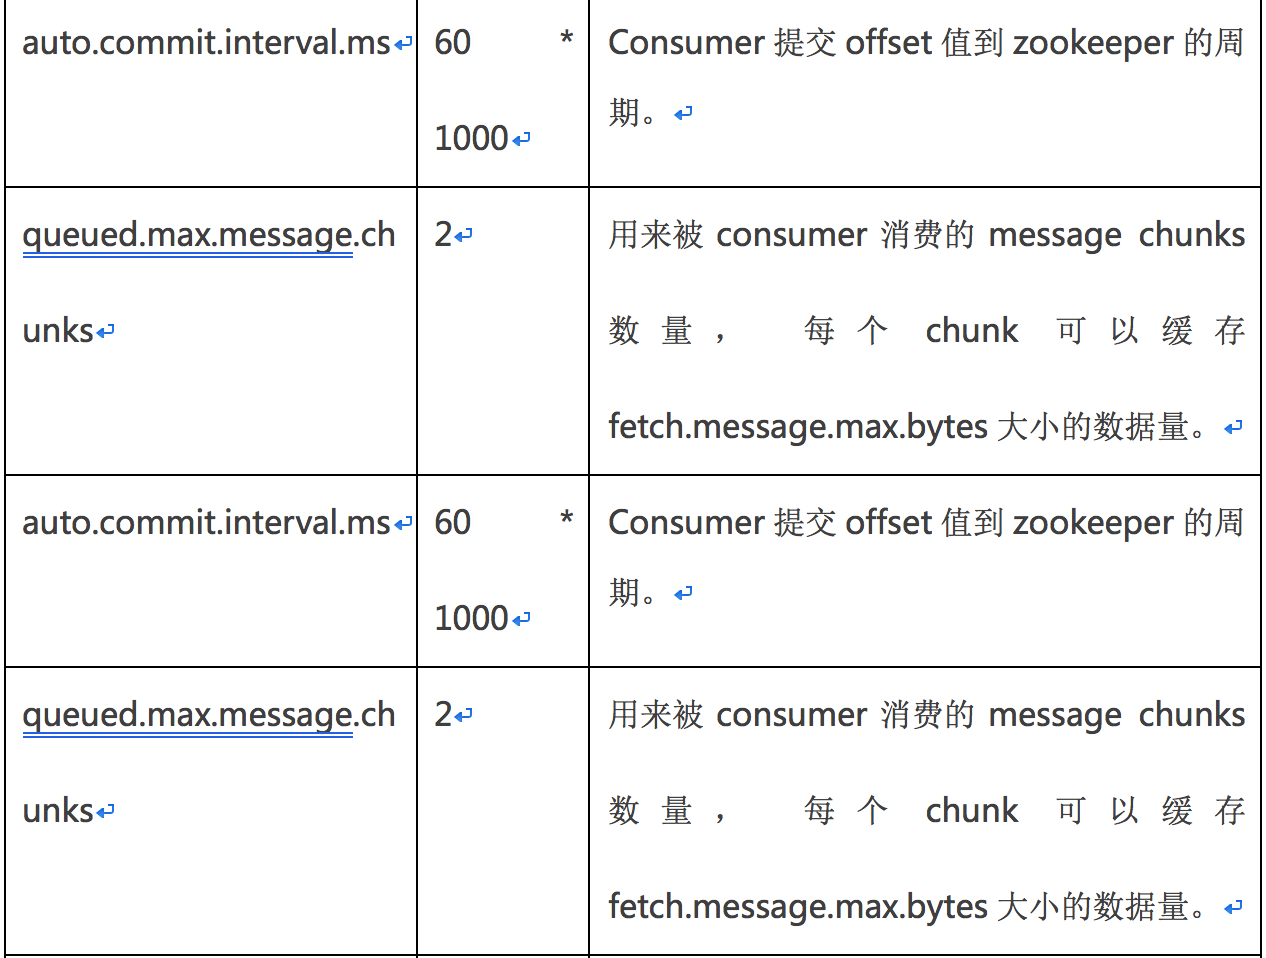 auto.commit.interval.ms
60 *
1000
Consumer 提交 offset 值到 zookeeper 的周
期。
queued.max.message.ch
unks
2
用来被 consumer 消费的 message chunks
数量， 每个 chunk 可以缓存
fetch.message.max.bytes 大小的数据量。
auto.commit.interval.ms
60 *
1000
Consumer 提交 offset 值到 zookeeper 的周
期。
queued.max.message.ch
unks
2
用来被 consumer 消费的 message chunks
数量， 每个 chunk 可以缓存
fetch.message.max.bytes 大小的数据量。